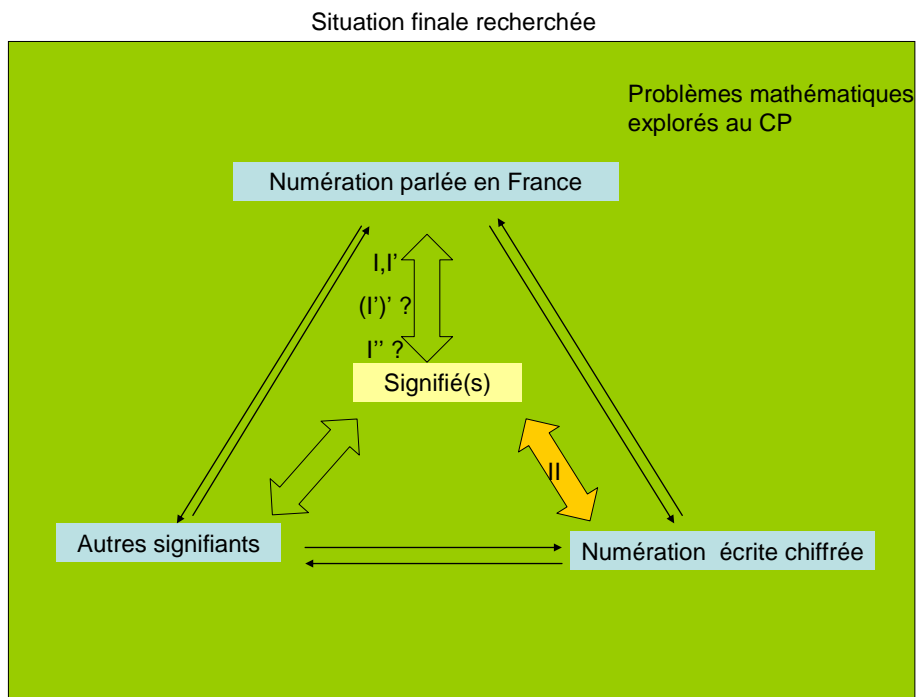 Situation finale recherchée
Problèmes mathématiques
explorés au CP
Numération parlée en France
I,I'
(I')' ?
I'' ?
Signifié(s)
II
Autres signifiants
Numération écrite chiffrée